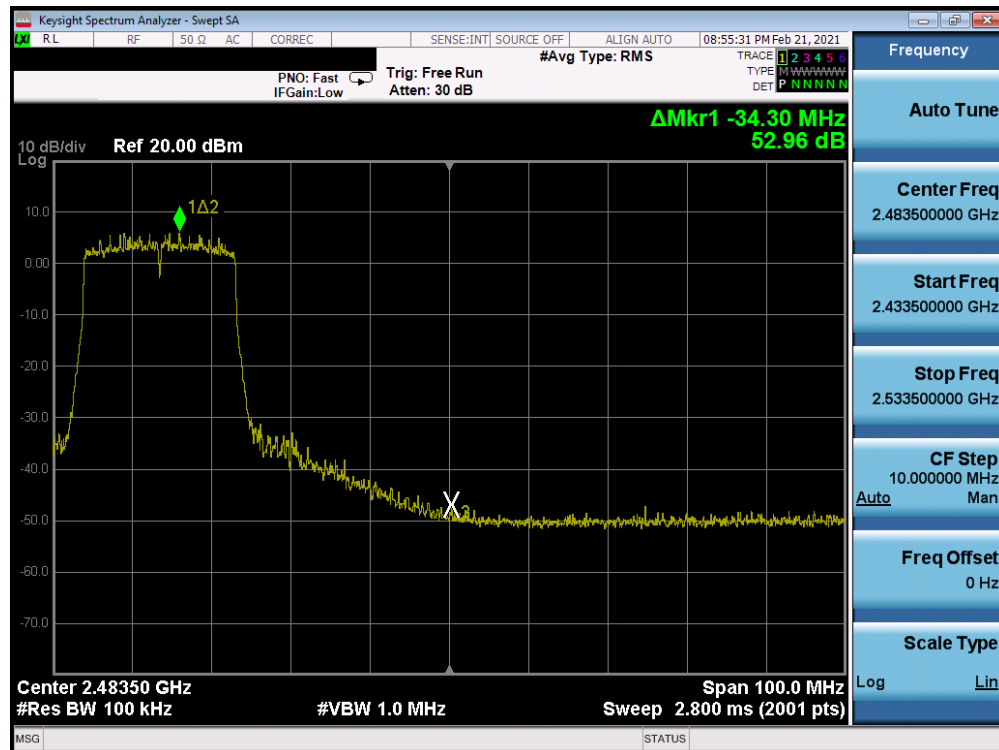 Keysight Spectrum Analyzer - Swept SA
LXI RL RF 50 Ω AC CORREC SENSE:INT SOURCE OFF ALIGN AUTO 08:55:31 PM Feb 21, 2021
#Avg Type: RMS
TRACE 1 2 3 4 5 6
TYPE M WWWWW
DET P N N N N N
PNO: Fast
IFGain:Low
Trig: Free Run
Atten: 30 dB
ΔMkr1 -34.30 MHz
52.96 dB
10 dB/div Ref 20.00 dBm
Log
1Δ2
10.0
0.00
-10.0
-20.0
-30.0
-40.0
-50.0
-60.0
-70.0
X
Center 2.48350 GHz Span 100.0 MHz
#Res BW 100 kHz #VBW 1.0 MHz Sweep 2.800 ms (2001 pts)
MSG STATUS
Frequency
Auto Tune
Center Freq
2.483500000 GHz
Start Freq
2.433500000 GHz
Stop Freq
2.533500000 GHz
CF Step
10.000000 MHz
Auto Man
Freq Offset
0 Hz
Scale Type
Log Lin